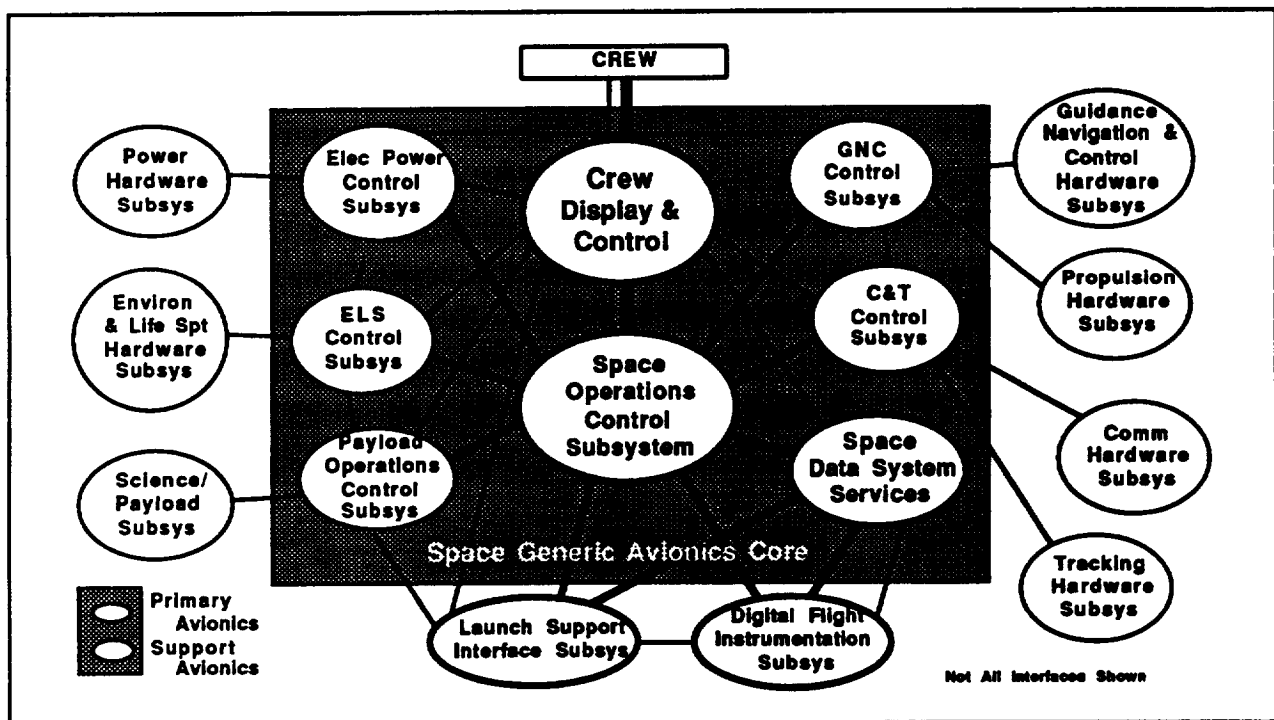 CREW
Power
Hardware
Subsys
Elec Power
Control
Subsys
Crew
Display &
Control
GNC
Control
Subsys
Guidance
Navigation &
Control
Hardware
Subsys
Environ
& Life Spt
Hardware
Subsys
ELS
Control
Subsys
C&T
Control
Subsys
Propulsion
Hardware
Subsys
Space
Operations
Control
Subsystem
Science/
Payload
Subsys
Payload
Operations
Control
Subsys
Space
Data System
Services
Comm
Hardware
Subsys
Space Generic Avionics Core
Tracking
Hardware
Subsys
Primary
Avionics
Support
Avionics
Launch Support
Interface Subsys
Digital Flight
Instrumentation
Subsys
Not All Interfaces Shown